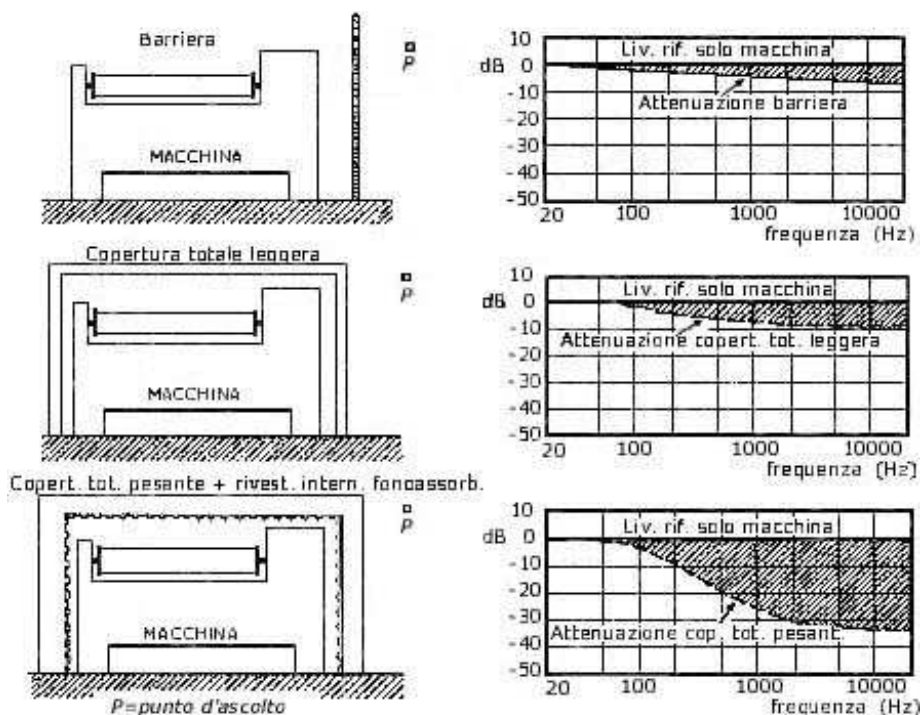 Barriera
P
MACCHINA
10
dB 0
-10
-20
-30
-40
-50
Liv. rif. solo macchina
Attenuazione barriera
20 100 1000 10000
frequenza (Hz)
Copertura totale leggera
P
MACCHINA
10
dB 0
-10
-20
-30
-40
-50
Liv. rif. solo macchina
Attenuazione copert. tot. leggera
20 100 1000 10000
frequenza (Hz)
Copert. tot. pesante + rivest. intern. fonoassorb.
P
MACCHINA
P=punto d'ascolto
10
dB 0
-10
-20
-30
-40
-50
Liv. rif. solo macchina
Attenuazione cop. tot. pesant.
20 100 1000 10000
frequenza (Hz)